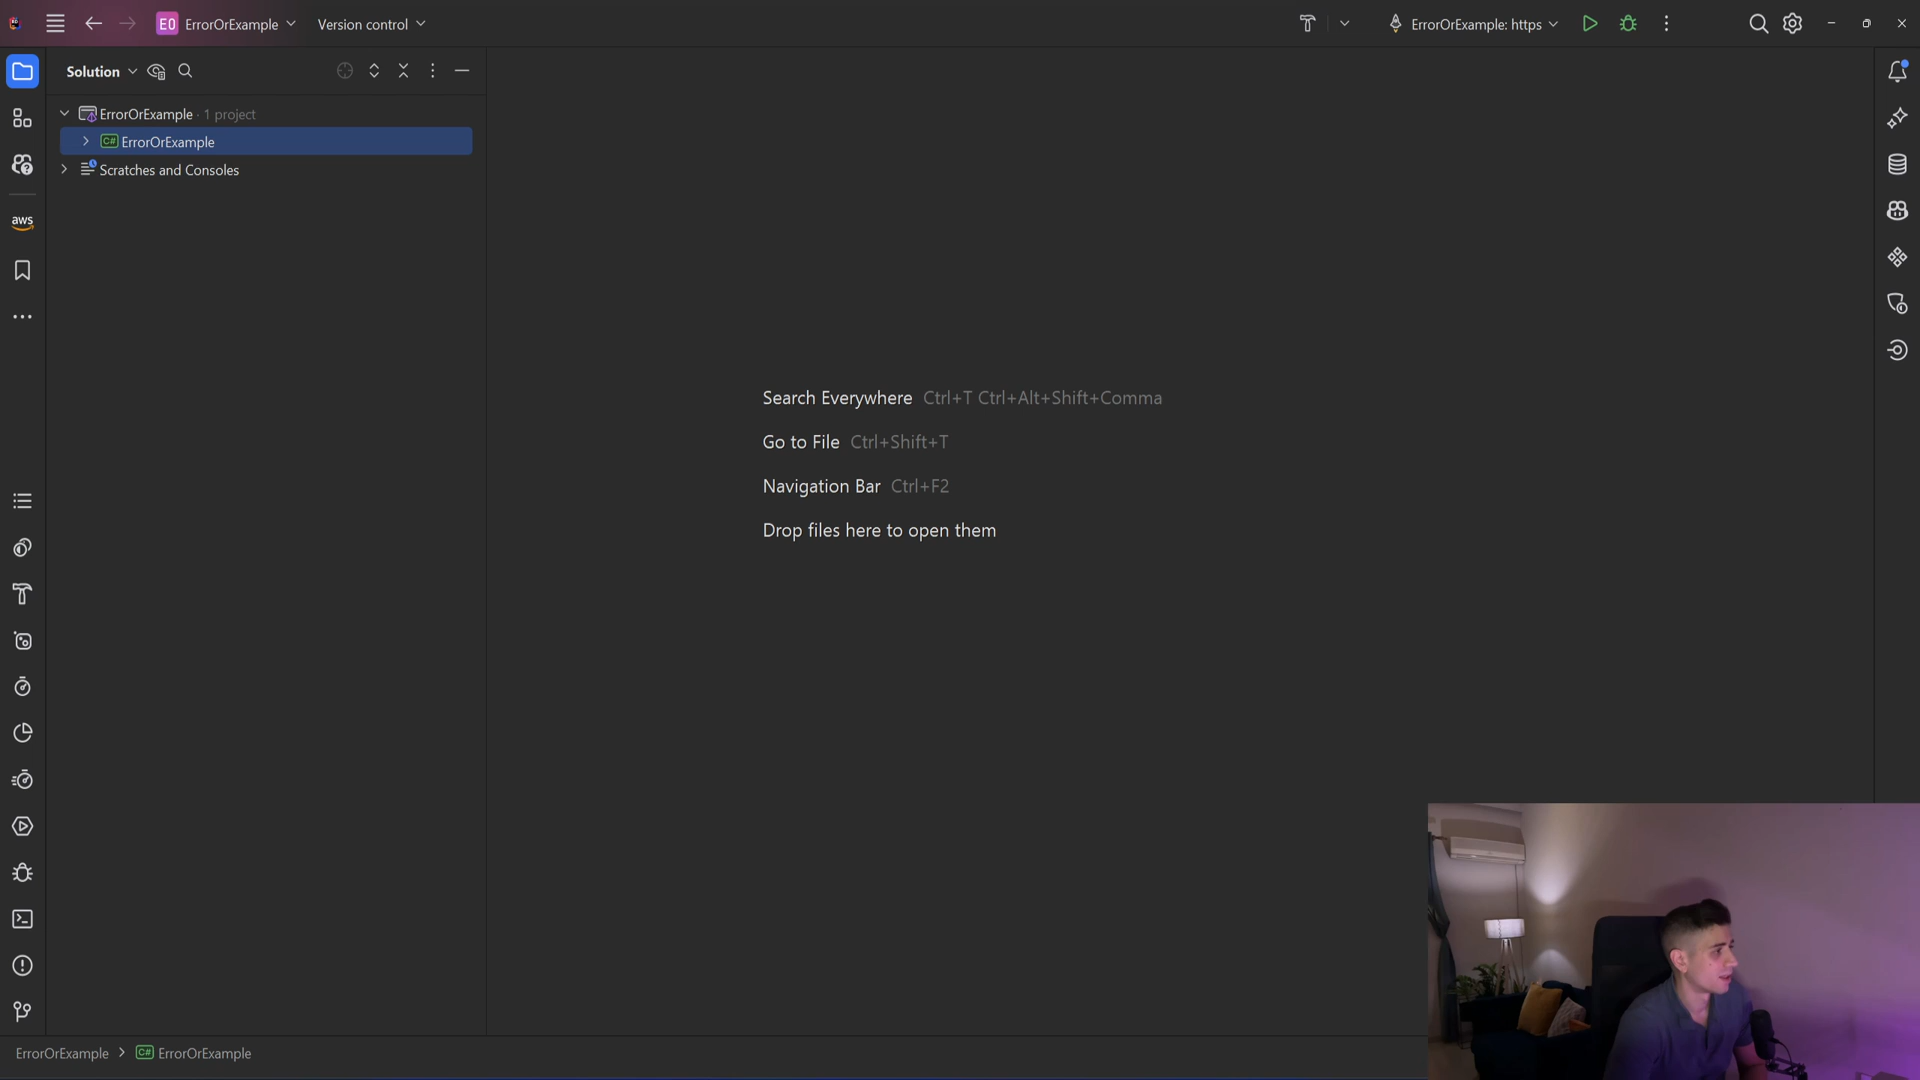 EO ErrorOrExample Version control ErrorOrExample: https
Solution
ErrorOrExample · 1 project
C# ErrorOrExample
Scratches and Consoles
aws
Search Everywhere Ctrl+T Ctrl+Alt+Shift+Comma
Go to File Ctrl+Shift+T
Navigation Bar Ctrl+F2
Drop files here to open them
ErrorOrExample C# ErrorOrExample